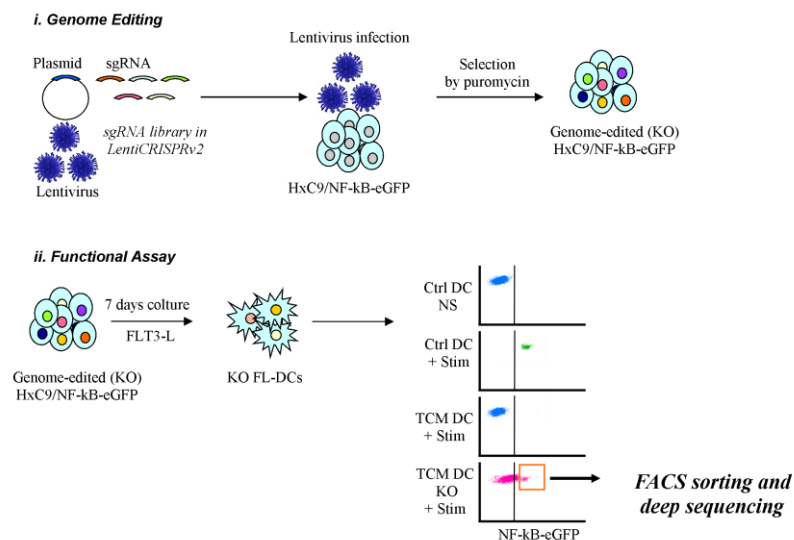 i. Genome Editing
Plasmid
sgRNA
sgRNA library in
LentiCRISPRv2
Lentivirus
Lentivirus infection
HxC9/NF-kB-eGFP
Selection
by puromycin
Genome-edited (KO)
HxC9/NF-kB-eGFP
ii. Functional Assay
Genome-edited (KO)
HxC9/NF-kB-eGFP
7 days colture
FLT3-L
KO FL-DCs
Ctrl DC
NS
Ctrl DC
+ Stim
TCM DC
+ Stim
TCM DC
KO
+ Stim
NF-kB-eGFP
FACS sorting and
deep sequencing